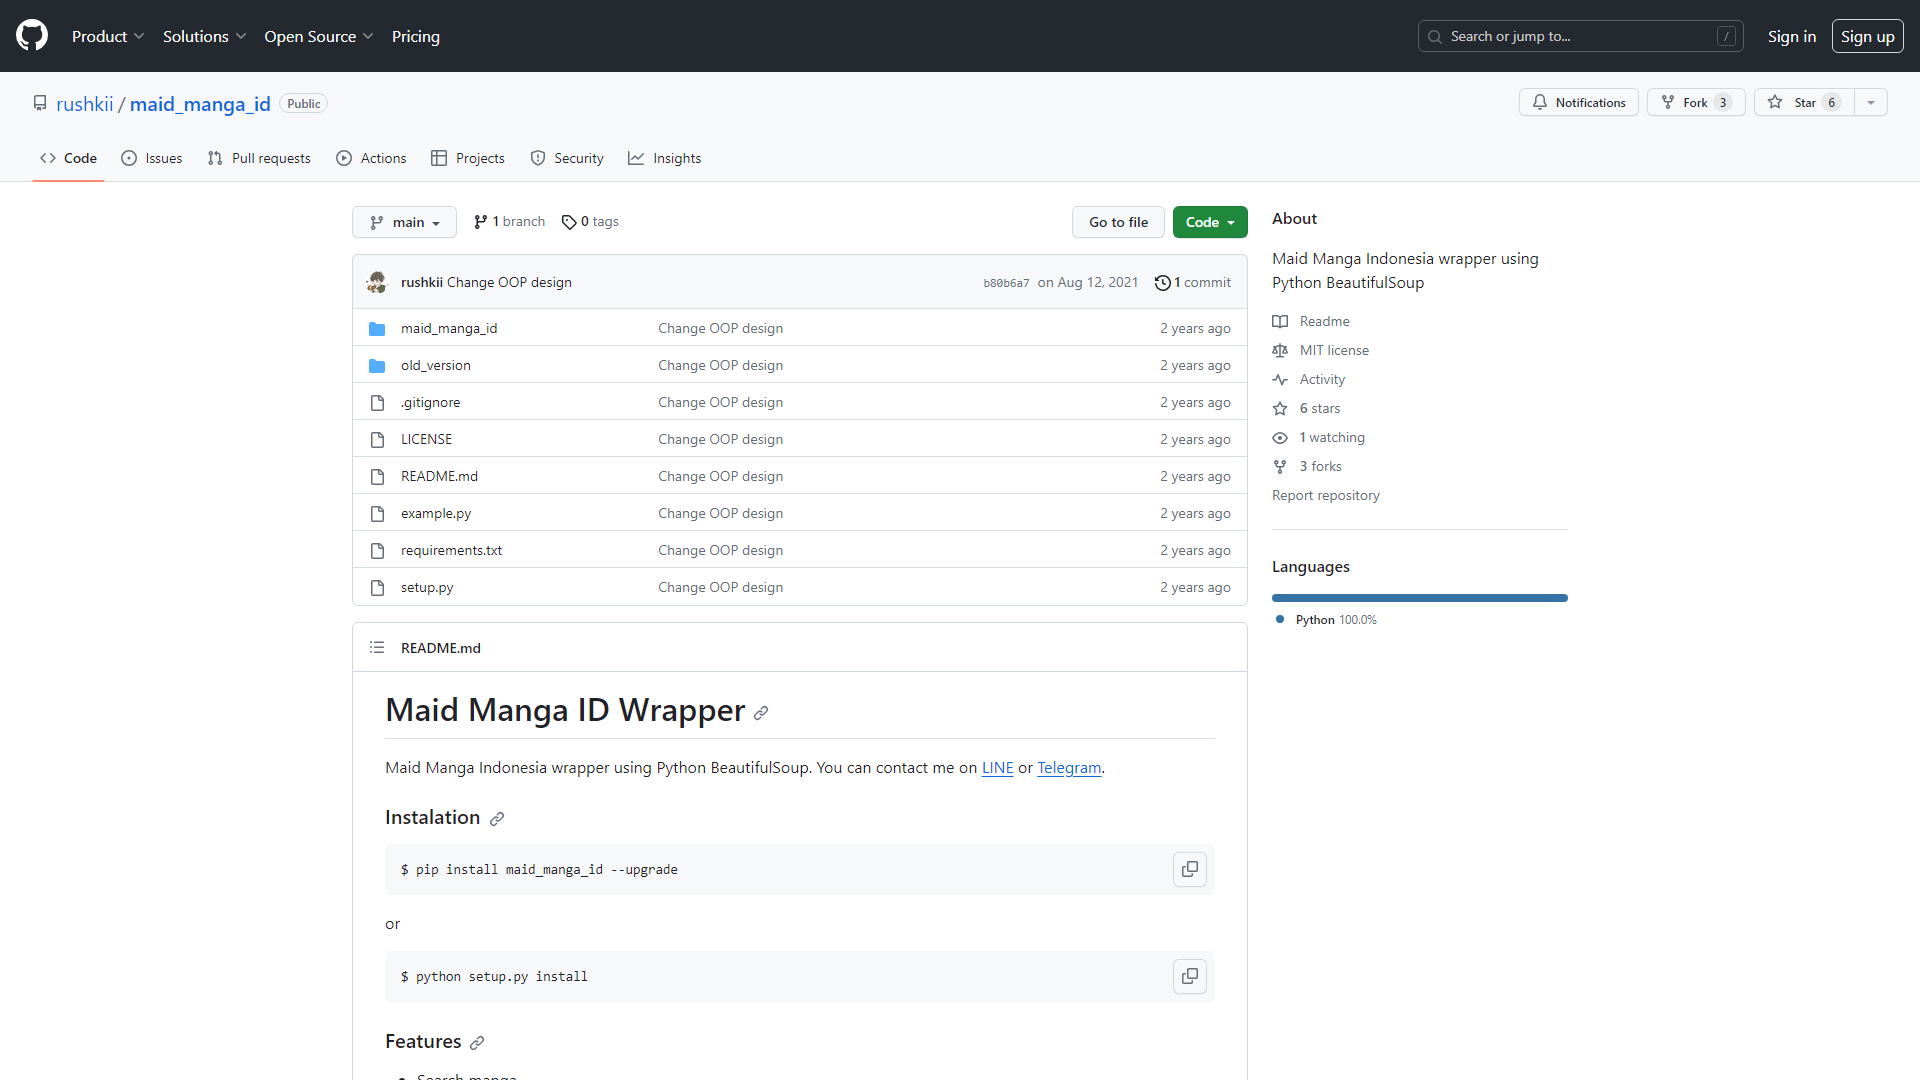 Product Solutions Open Source Pricing Search or jump to... / Sign in Sign up
rushkii / maid_manga_id Public Notifications Fork 3 Star 6
Code Issues Pull requests Actions Projects Security Insights
main 1 branch 0 tags Go to file Code
rushkii Change OOP design b80b6a7 on Aug 12, 2021 1 commit
maid_manga_id Change OOP design 2 years ago
old_version Change OOP design 2 years ago
.gitignore Change OOP design 2 years ago
LICENSE Change OOP design 2 years ago
README.md Change OOP design 2 years ago
example.py Change OOP design 2 years ago
requirements.txt Change OOP design 2 years ago
setup.py Change OOP design 2 years ago
README.md
Maid Manga ID Wrapper
Maid Manga Indonesia wrapper using Python BeautifulSoup. You can contact me on LINE or Telegram.
Instalation
$ pip install maid_manga_id --upgrade
or
$ python setup.py install
Features
Search manga
About
Maid Manga Indonesia wrapper using
Python BeautifulSoup
Readme
MIT license
Activity
6 stars
1 watching
3 forks
Report repository
Languages
Python 100.0%